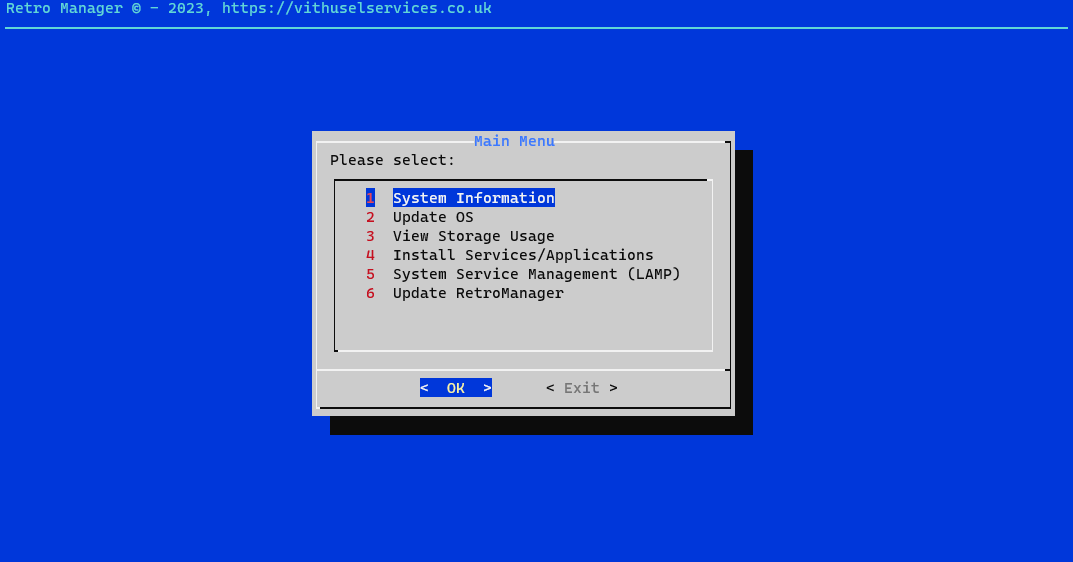 Retro Manager © - 2023, https://vithuselservices.co.uk
Main Menu
Please select:
1 System Information
2 Update OS
3 View Storage Usage
4 Install Services/Applications
5 System Service Management (LAMP)
6 Update RetroManager
< OK > < Exit >